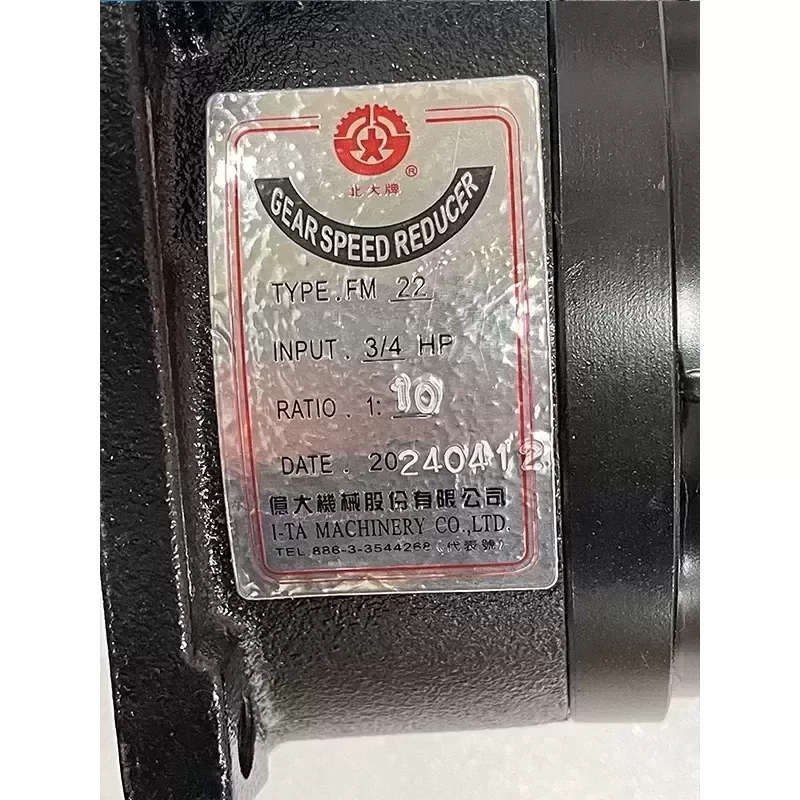 ®
北大牌
GEAR SPEED REDUCER
TYPE.FM 22
INPUT. 3/4 HP
RATIO. 1: 10
DATE. 20240412
億大機械股份有限公司
I-TA MACHINERY CO.,LTD.
TEL.886-3-3544268 (代表號)